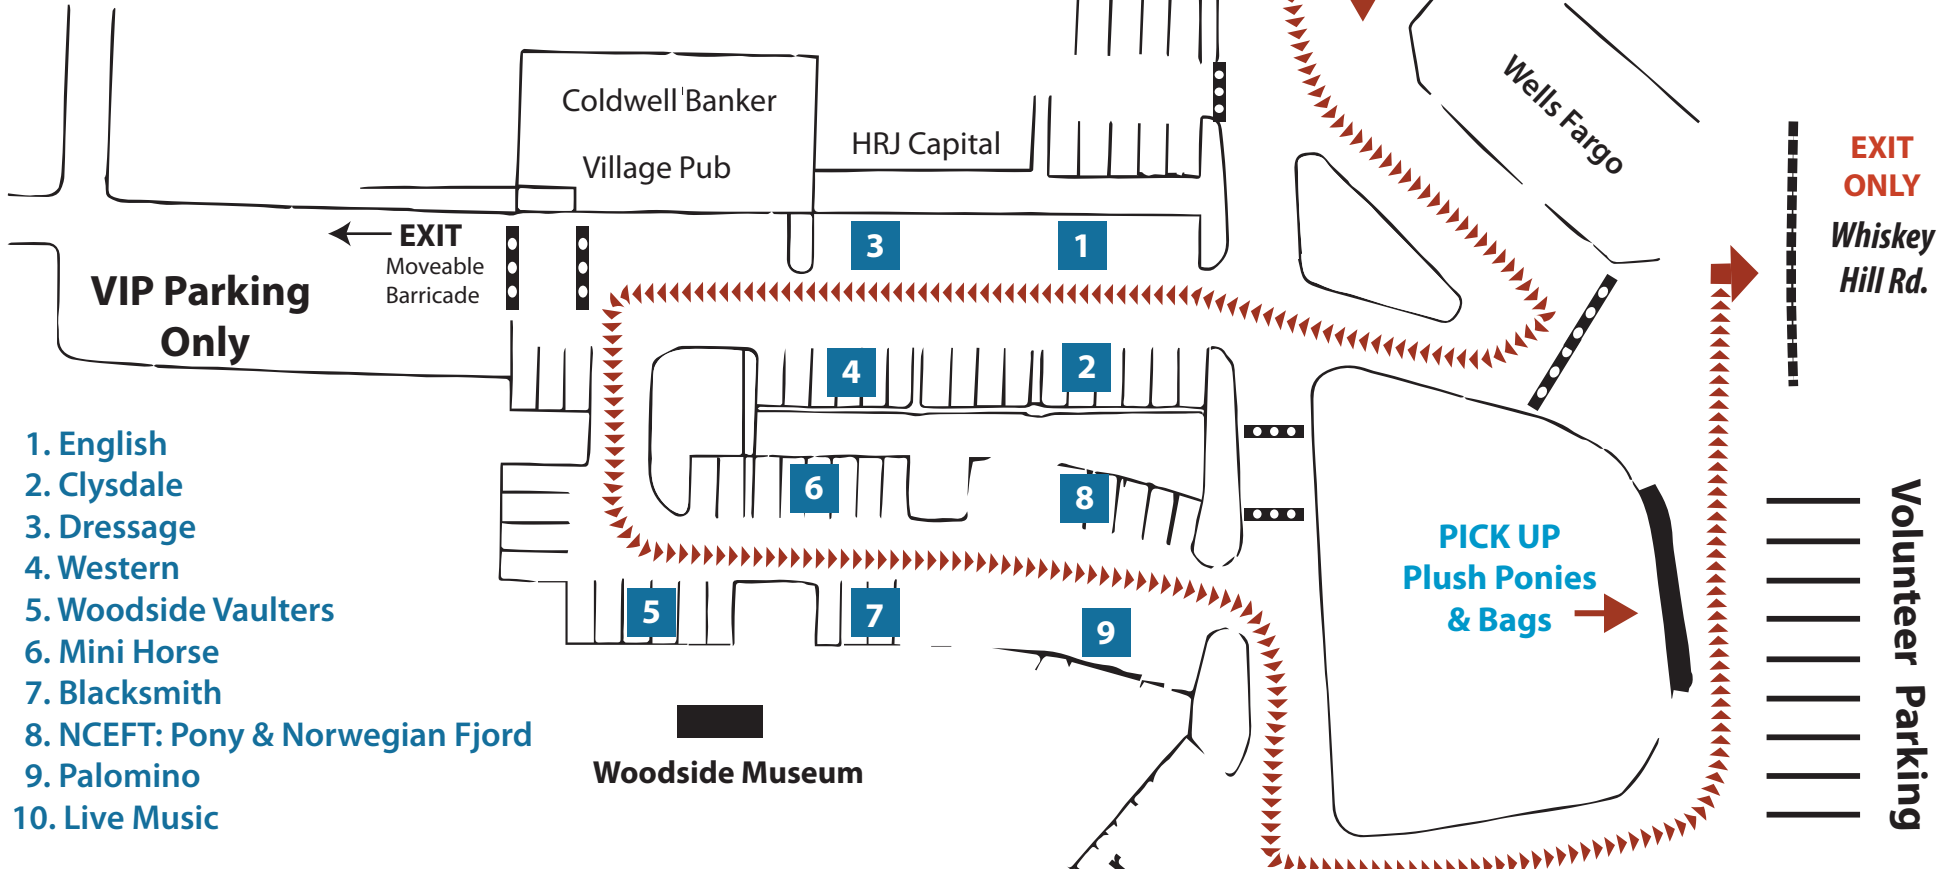 Coldwell Banker
Village Pub
HRJ Capital
Wells Fargo
EXIT
ONLY
Whiskey
Hill Rd.
EXIT
Moveable
Barricade
VIP Parking
Only
3
1
4
2
6
8
5
7
9
1. English
2. Clysdale
3. Dressage
4. Western
5. Woodside Vaulters
6. Mini Horse
7. Blacksmith
8. NCEFT: Pony & Norwegian Fjord
9. Palomino
10. Live Music
PICK UP
Plush Ponies
& Bags
Volunteer Parking
Woodside Museum